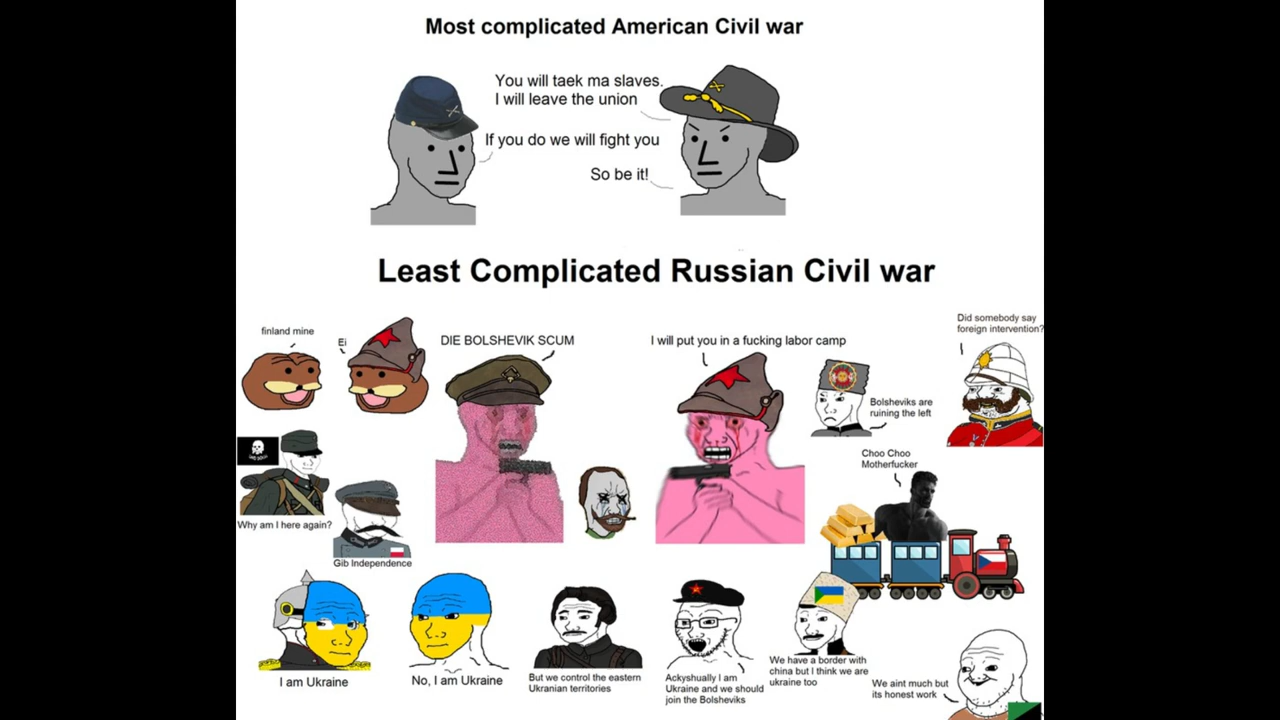 Most complicated American Civil war
You will taek ma slaves.
I will leave the union
If you do we will fight you
So be it!
Least Complicated Russian Civil war
finland mine
Ei
DIE BOLSHEVIK SCUM
I will put you in a fucking labor camp
Did somebody say
foreign intervention?
Bolsheviks are
ruining the left
Choo Choo
Motherfucker
Why am I here again?
Gib Independence
I am Ukraine
No, I am Ukraine
But we control the eastern
Ukranian territories
Ackyshually I am
Ukraine and we should
join the Bolsheviks
We have a border with
china but I think we are
ukraine too
We aint much but
its honest work